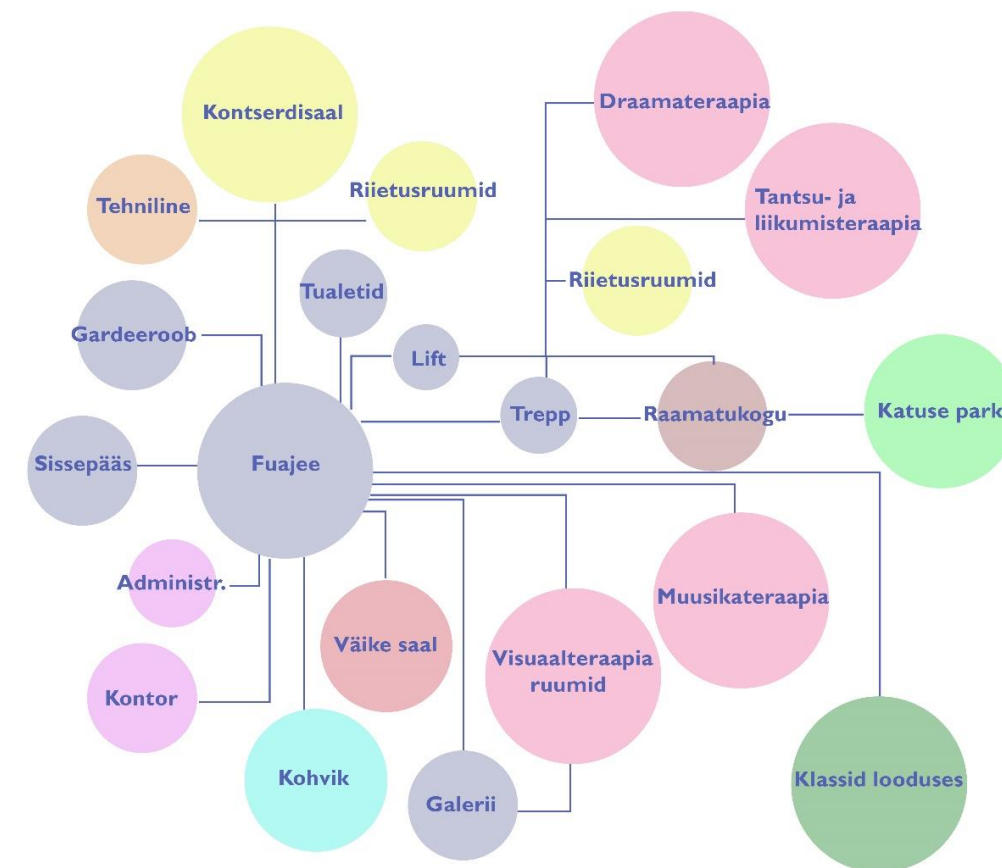 Kontserdisaal
Draamateraapia
Tehniline
Riietusruumid
Tantsu- ja
liikumisteraapia
Tualetid
Riietusruumid
Gardeeroob
Lift
Trepp
Raamatukogu
Katuse park
Sissepääs
Fuajee
Administr.
Muusikateraapia
Väike saal
Visuaalteraapia
ruumid
Kontor
Kohvik
Galerii
Klassid looduses